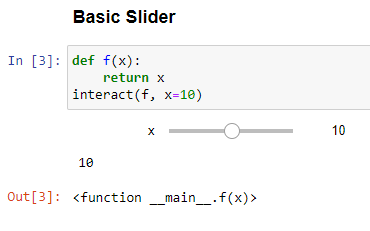 Basic Slider
In [3]: def f(x):
    return x
interact(f, x=10)
x 10
10
Out[3]: <function __main__.f(x)>